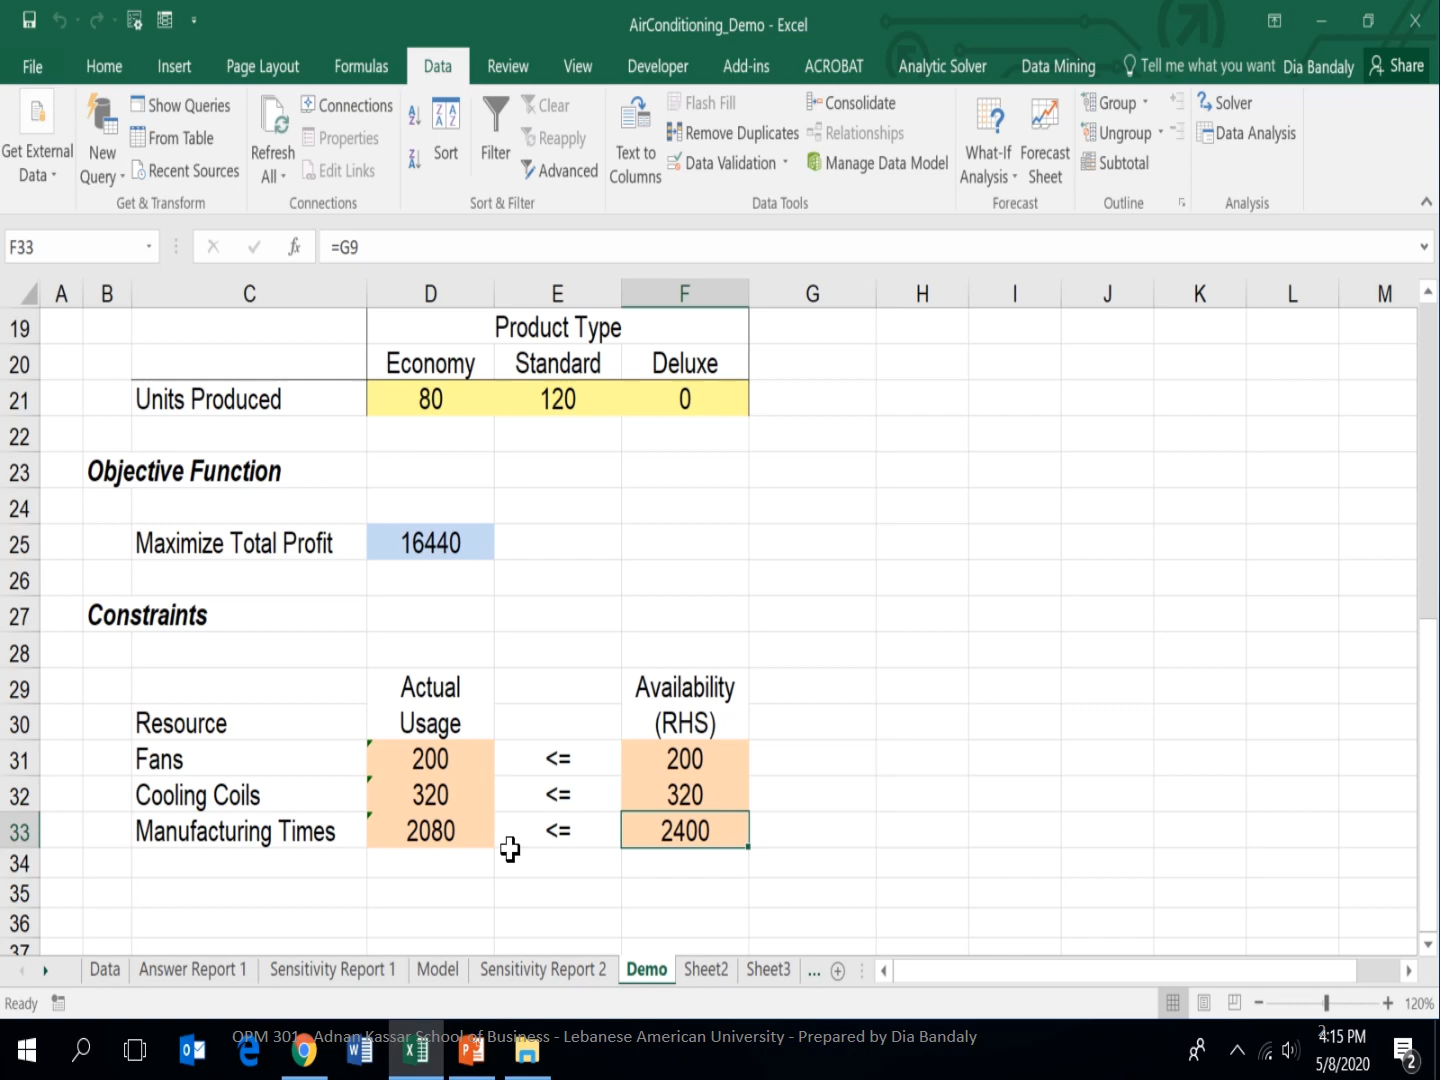 AirConditioning_Demo - Excel
File Home Insert Page Layout Formulas Data Review View Developer Add-ins ACROBAT Analytic Solver Data Mining Tell me what you want Dia Bandaly Share
Get External Data
New Query
Show Queries
From Table
Recent Sources
Get & Transform
Refresh All
Connections
Properties
Edit Links
Connections
Sort
Filter
Clear
Reapply
Advanced
Sort & Filter
Text to Columns
Flash Fill
Remove Duplicates
Data Validation
Consolidate
Relationships
Manage Data Model
Data Tools
What-If Analysis
Forecast Sheet
Forecast
Group
Ungroup
Subtotal
Outline
Solver
Data Analysis
Analysis
F33 fx =G9
A B C D E F G H I J K L M
19 Product Type
20 Economy Standard Deluxe
21 Units Produced 80 120 0
22
23 Objective Function
24
25 Maximize Total Profit 16440
26
27 Constraints
28
29 Actual Availability
30 Resource Usage (RHS)
31 Fans 200 <= 200
32 Cooling Coils 320 <= 320
33 Manufacturing Times 2080 <= 2400
34
35
36
37
Data Answer Report 1 Sensitivity Report 1 Model Sensitivity Report 2 Demo Sheet2 Sheet3 ...
Ready 120%
OPM 301 - Adnan Kassar School of Business - Lebanese American University - Prepared by Dia Bandaly
2
4:15 PM
5/8/2020
2